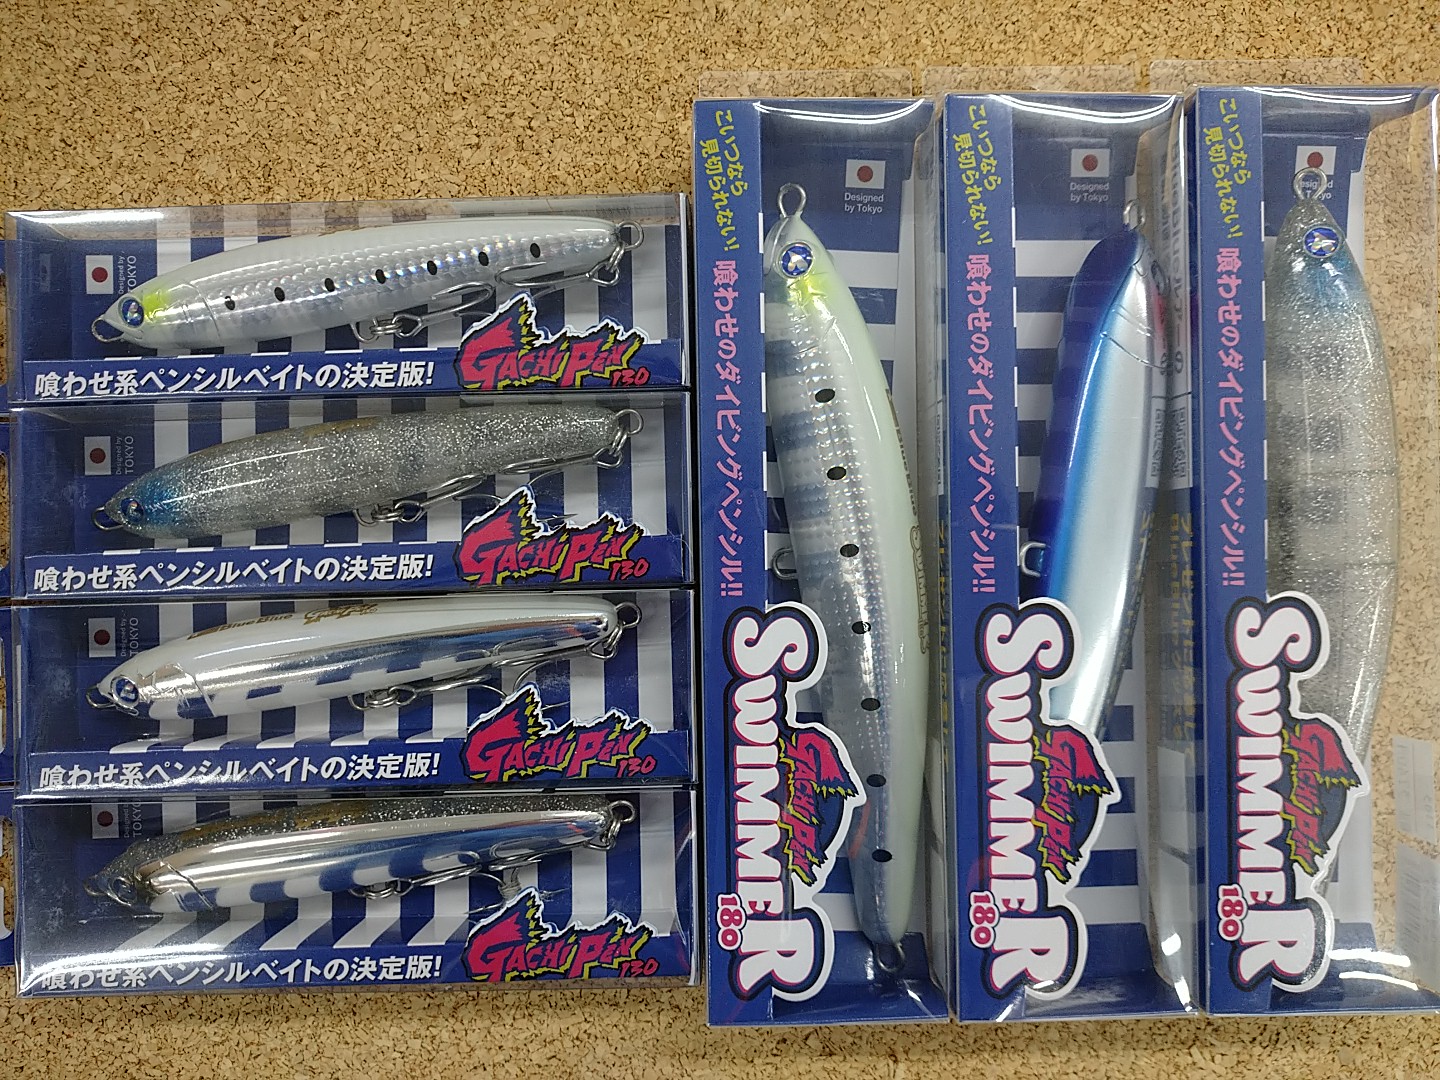 Designed by
TOKYO
喰わせ系ペンシルベイトの決定版!
GACHI PEN
130
Designed by
TOKYO
喰わせ系ペンシルベイトの決定版!
GACHI PEN
130
BlueBlue
TOKYO
喰わせ系ペンシルベイトの決定版!
GACHI PEN
130
TOKYO
喰わせ系ペンシルベイトの決定版!
GACHI PEN
130
こいつなら
見切られない!
喰わせのダイビングペンシル!!
Designed
by Tokyo
GACHI PEN
SWIMMER
180
こいつなら
見切られない!
喰わせのダイビングペンシル!!
Designed
by Tokyo
GACHI PEN
SWIMMER
180
こいつなら
見切られない!
喰わせのダイビングペンシル!!
Designed
by Tokyo
GACHI PEN
SWIMMER
180